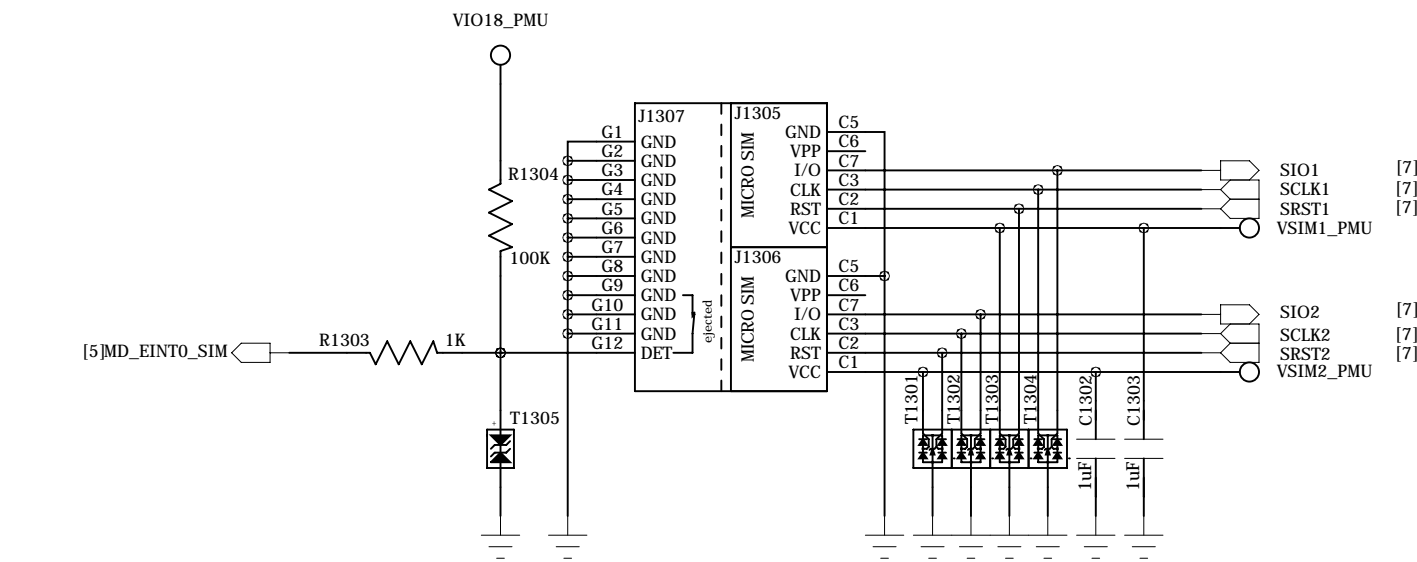 VIO18_PMU
R1304
100K
[5]MD_EINT0_SIM
R1303
1K
T1305
J1307
G1 GND
G2 GND
G3 GND
G4 GND
G5 GND
G6 GND
G7 GND
G8 GND
G9 GND
G10 GND
G11 GND
G12 DET
ejected
J1305
MICRO SIM
GND C5
VPP C6
I/O C7
CLK C3
RST C2
VCC C1
J1306
MICRO SIM
GND C5
VPP C6
I/O C7
CLK C3
RST C2
VCC C1
SIO1 [7]
SCLK1 [7]
SRST1 [7]
VSIM1_PMU
SIO2 [7]
SCLK2 [7]
SRST2 [7]
VSIM2_PMU
T1301
T1302
T1303
T1304
C1302
1uF
C1303
1uF